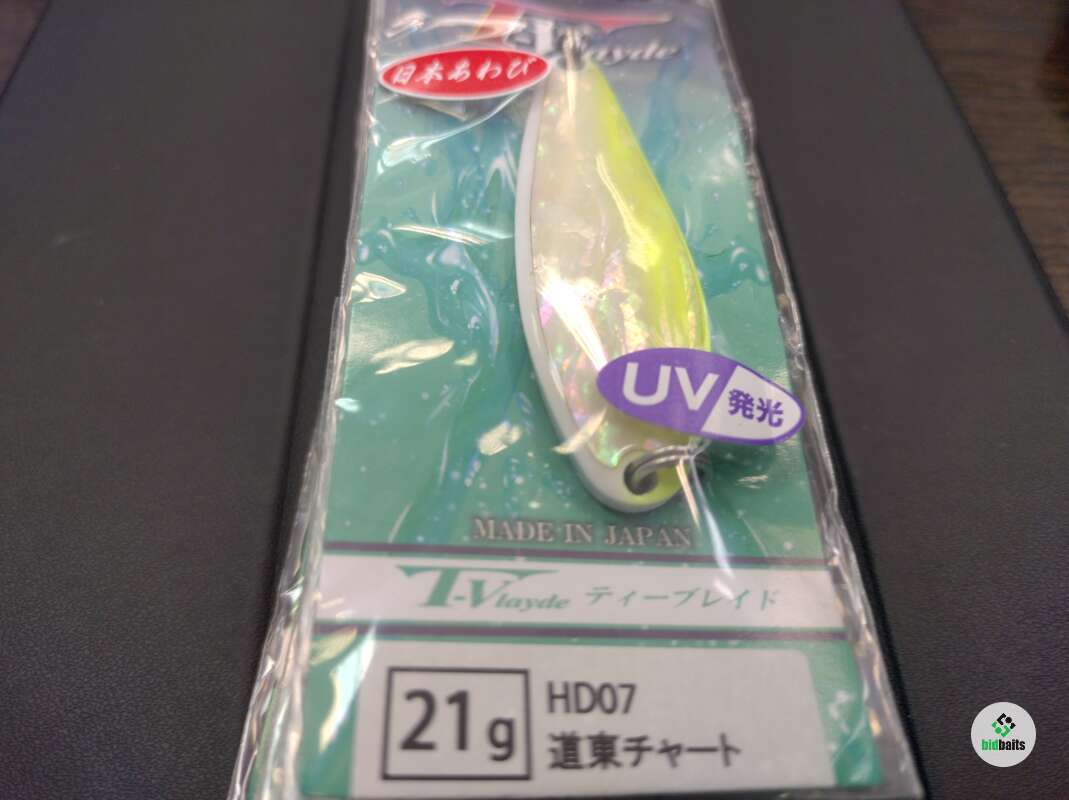 T-Vlayde
日本あわび
UV 発光
MADE IN JAPAN
T-Vlayde ティーブレイド
21g
HD07
道東チャート
bidbaits